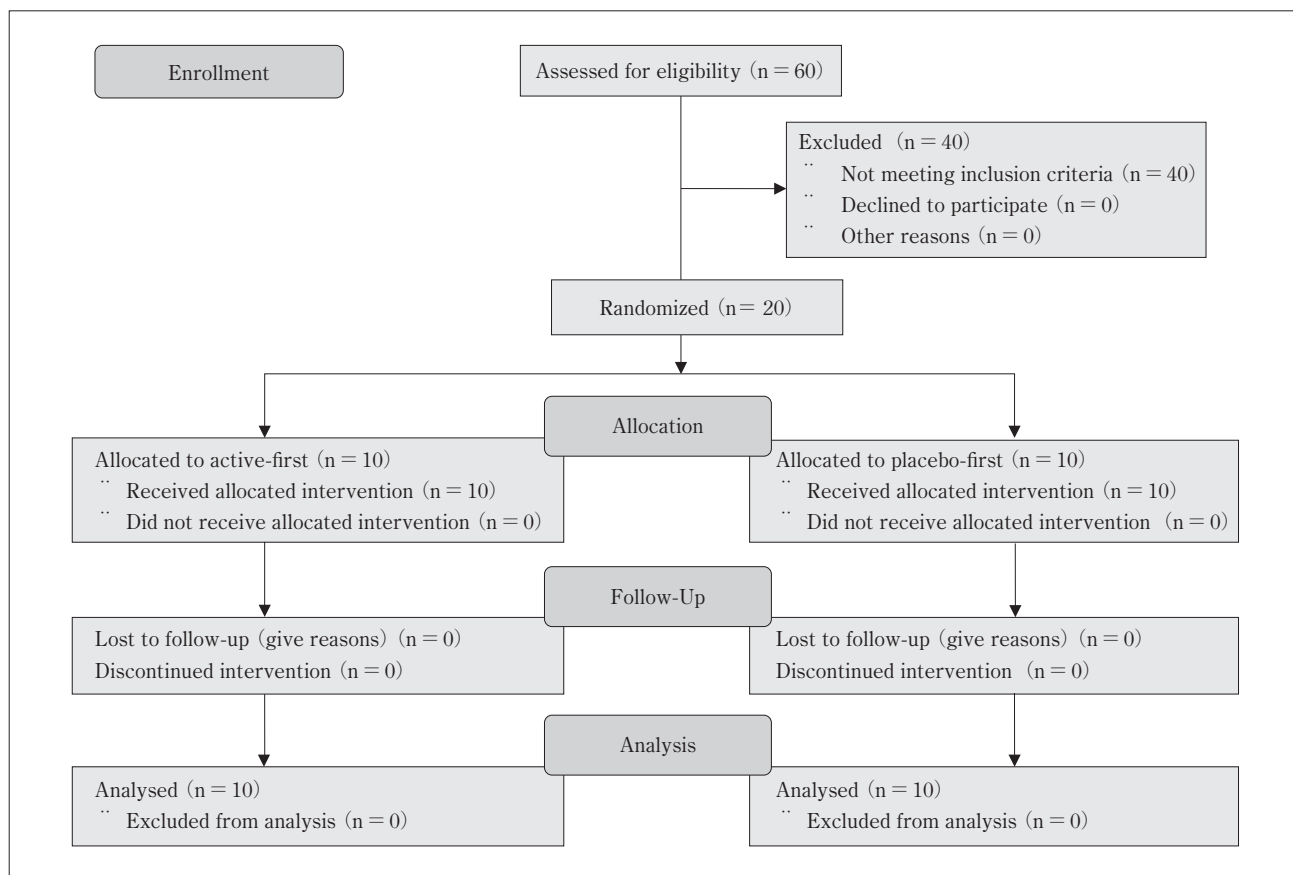 Enrollment
Assessed for eligibility (n = 60)
Excluded (n = 40)
¨ Not meeting inclusion criteria (n = 40)
¨ Declined to participate (n = 0)
¨ Other reasons (n = 0)
Randomized (n = 20)
Allocation
Allocated to active-first (n = 10)
¨ Received allocated intervention (n = 10)
¨ Did not receive allocated intervention (n = 0)
Allocated to placebo-first (n = 10)
¨ Received allocated intervention (n = 10)
¨ Did not receive allocated intervention (n = 0)
Follow-Up
Lost to follow-up (give reasons) (n = 0)
Discontinued intervention (n = 0)
Lost to follow-up (give reasons) (n = 0)
Discontinued intervention (n = 0)
Analysis
Analysed (n = 10)
¨ Excluded from analysis (n = 0)
Analysed (n = 10)
¨ Excluded from analysis (n = 0)